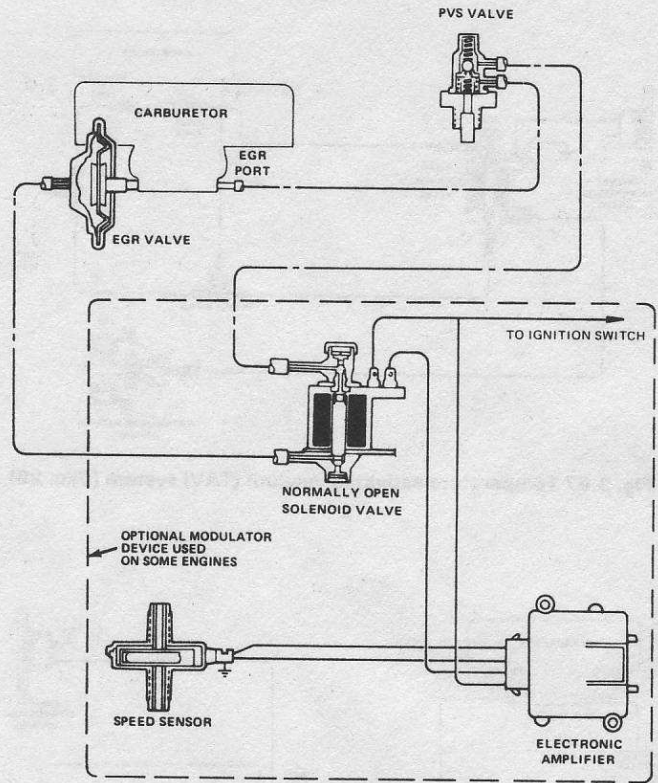 PVS VALVE
CARBURETOR
EGR
PORT
EGR VALVE
TO IGNITION SWITCH
NORMALLY OPEN
SOLENOID VALVE
OPTIONAL MODULATOR
DEVICE USED
ON SOME ENGINES
SPEED SENSOR
ELECTRONIC
AMPLIFIER